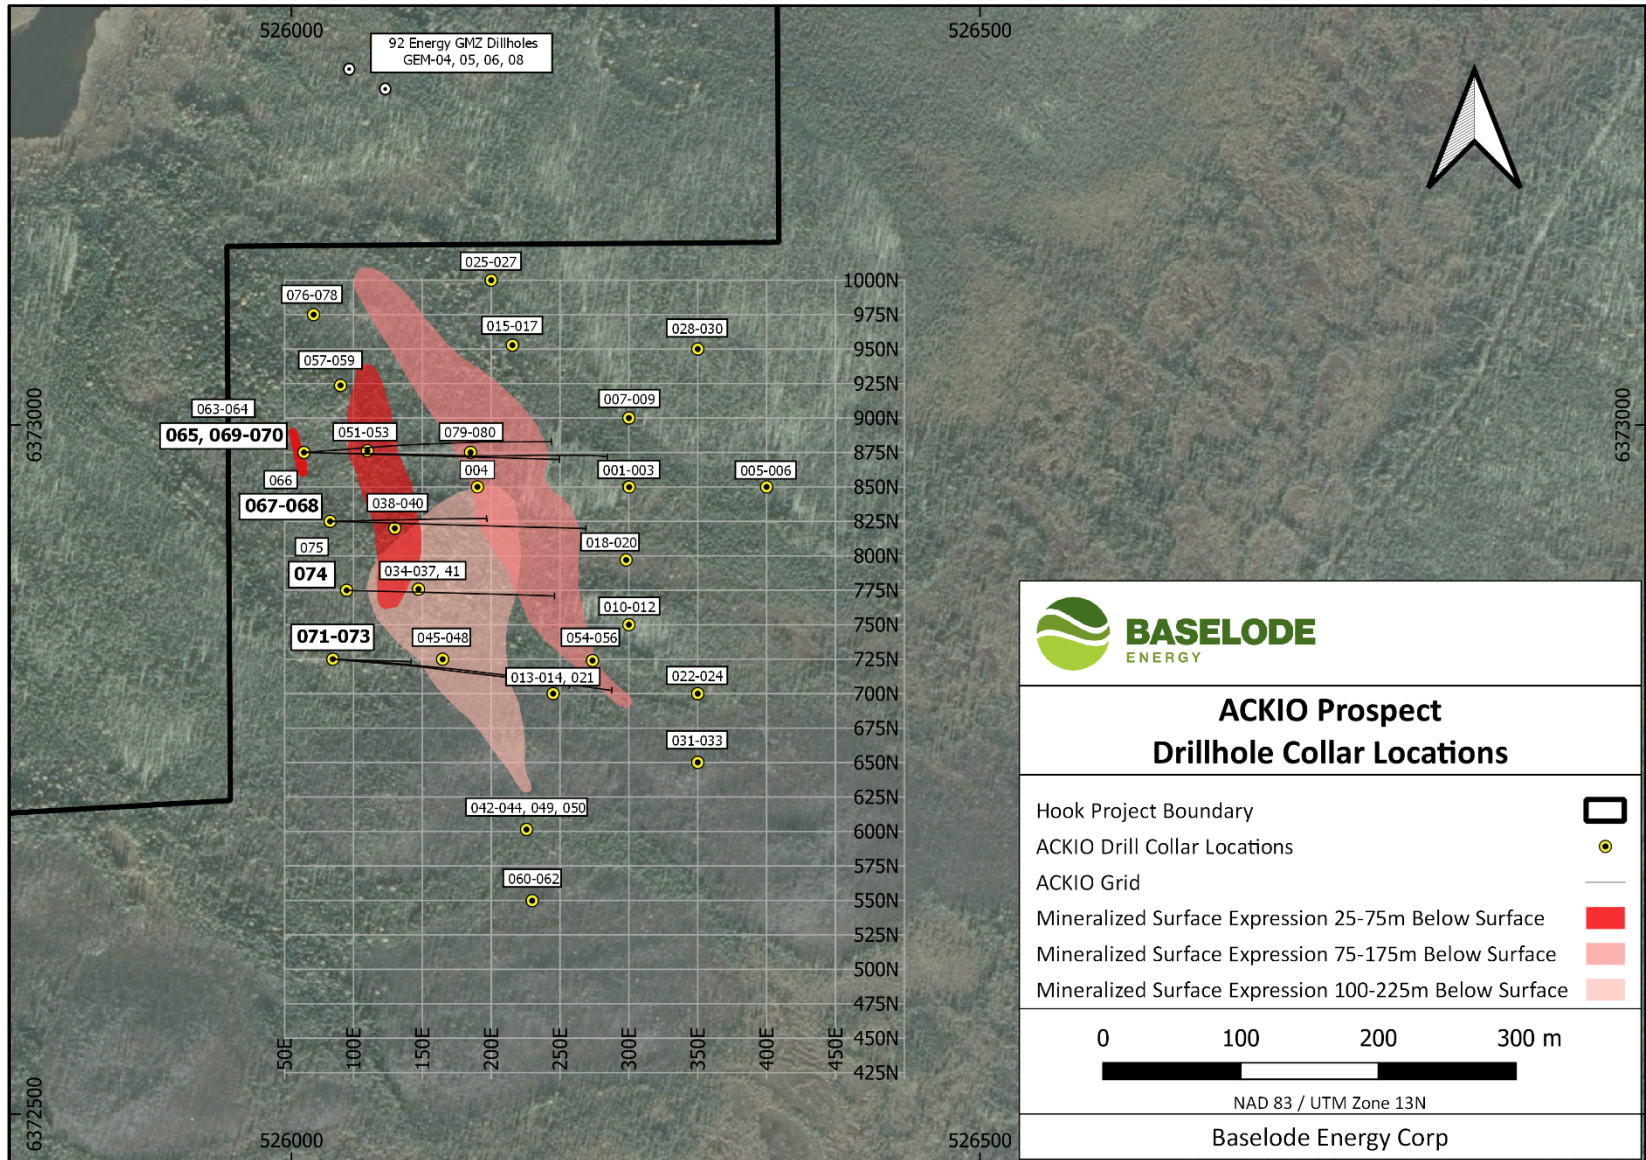 526000
526500
92 Energy GMZ Dillholes
GEM-04, 05, 06, 08
025-027
1000N
076-078
975N
015-017
028-030
950N
057-059
925N
007-009
063-064
900N
6373000
6373000
065, 069-070
051-053
079-080
875N
004
001-003
005-006
066
850N
067-068
038-040
825N
018-020
075
800N
074
034-037, 41
775N
010-012
071-073
045-048
054-056
750N
725N
013-014, 021
022-024
700N
675N
031-033
650N
625N
042-044, 049, 050
600N
575N
060-062
550N
525N
500N
475N
450N
425N
50E
100E
150E
200E
250E
300E
350E
400E
450E
6372500
526000
526500
BASELODE
ENERGY
ACKIO Prospect
Drillhole Collar Locations
Hook Project Boundary
ACKIO Drill Collar Locations
ACKIO Grid
Mineralized Surface Expression 25-75m Below Surface
Mineralized Surface Expression 75-175m Below Surface
Mineralized Surface Expression 100-225m Below Surface
0 100 200 300 m
NAD 83 / UTM Zone 13N
Baselode Energy Corp